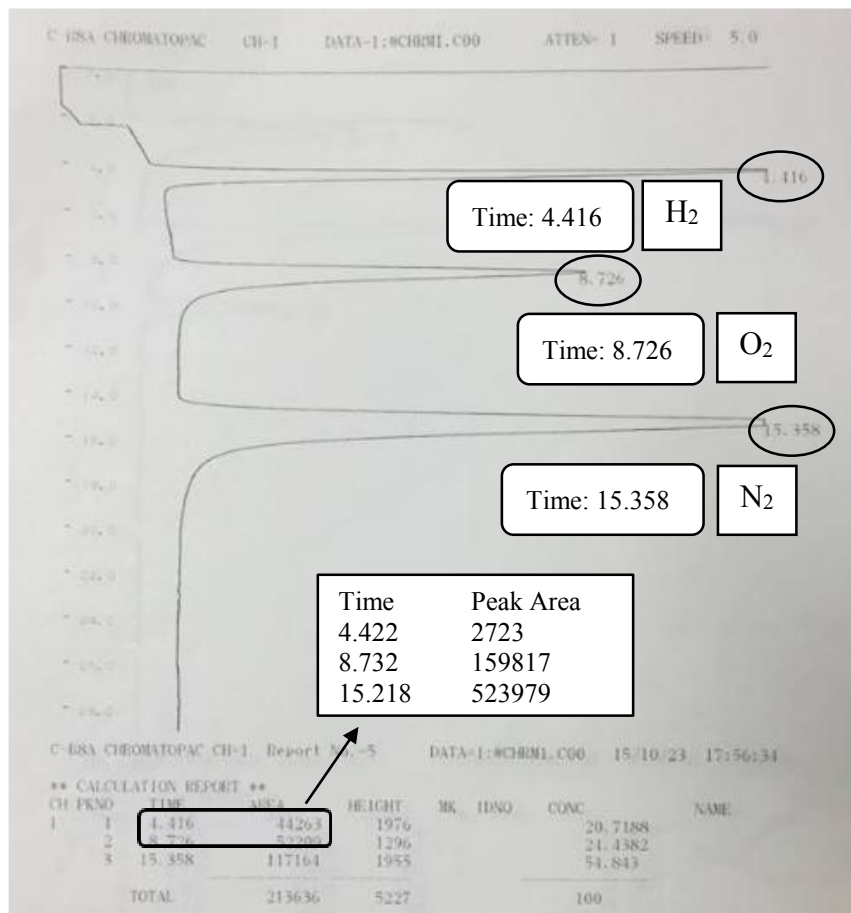 C-R8A CHROMATOPAC CH-1 DATA=1:#CHRM1.C00 ATTEN= 1 SPEED= 5.0
4.416
Time: 4.416 H₂
8.726
Time: 8.726 O₂
15.358
Time: 15.358 N₂
Time Peak Area
4.422 2723
8.732 159817
15.218 523979
C-R8A CHROMATOPAC CH-1 Report No.=5 DATA=1:#CHRM1.C00 15/10/23 17:56:34
** CALCULATION REPORT **
CH PKNO TIME AREA HEIGHT MK IDNO CONC NAME
1 1 4.416 44263 1976 20.7188
2 8.726 52209 1296 24.4382
3 15.358 117164 1955 54.843
TOTAL 213636 5227 100